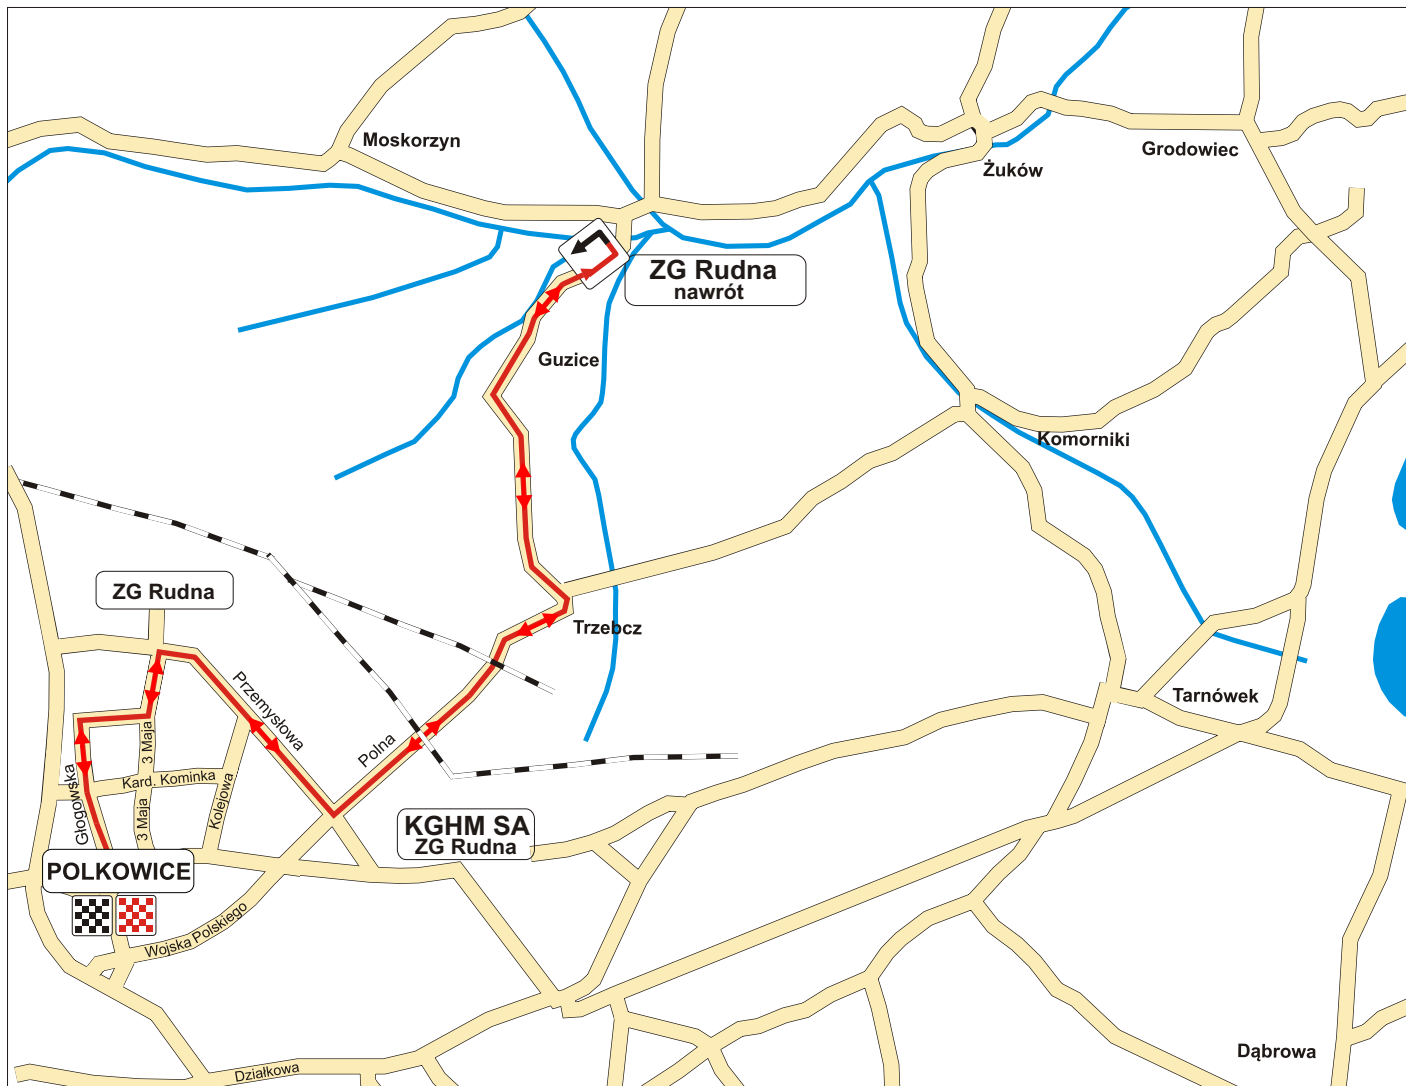 Moskorzyn
Żuków
Grodowiec
ZG Rudna
nawrót
Guzice
Komorniki
ZG Rudna
Trzebcz
Przemysłowa
Tarnówek
3 Maja
Polna
Głogowska
Kard. Kominka
Kolejowa
3 Maja
KGHM SA
ZG Rudna
POLKOWICE
Wojska Polskiego
Dąbrowa
Działkowa